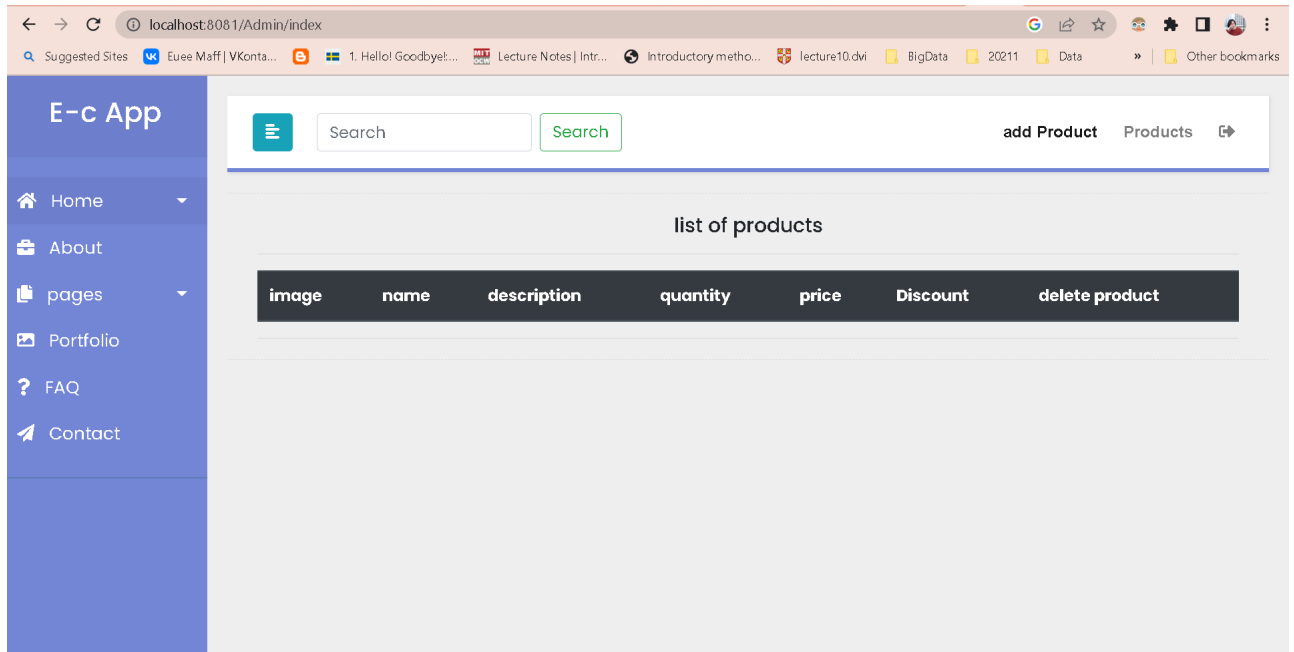 localhost:8081/Admin/index
Suggested Sites Euee Maff | VKonta... 1. Hello! Goodbye!:... MIT OCW Lecture Notes | Intr... Introductory metho... lecture10.dvi BigData 20211 Data » Other bookmarks
E-c App
Search Search add Product Products
Home
About
pages
Portfolio
FAQ
Contact
list of products
image name description quantity price Discount delete product